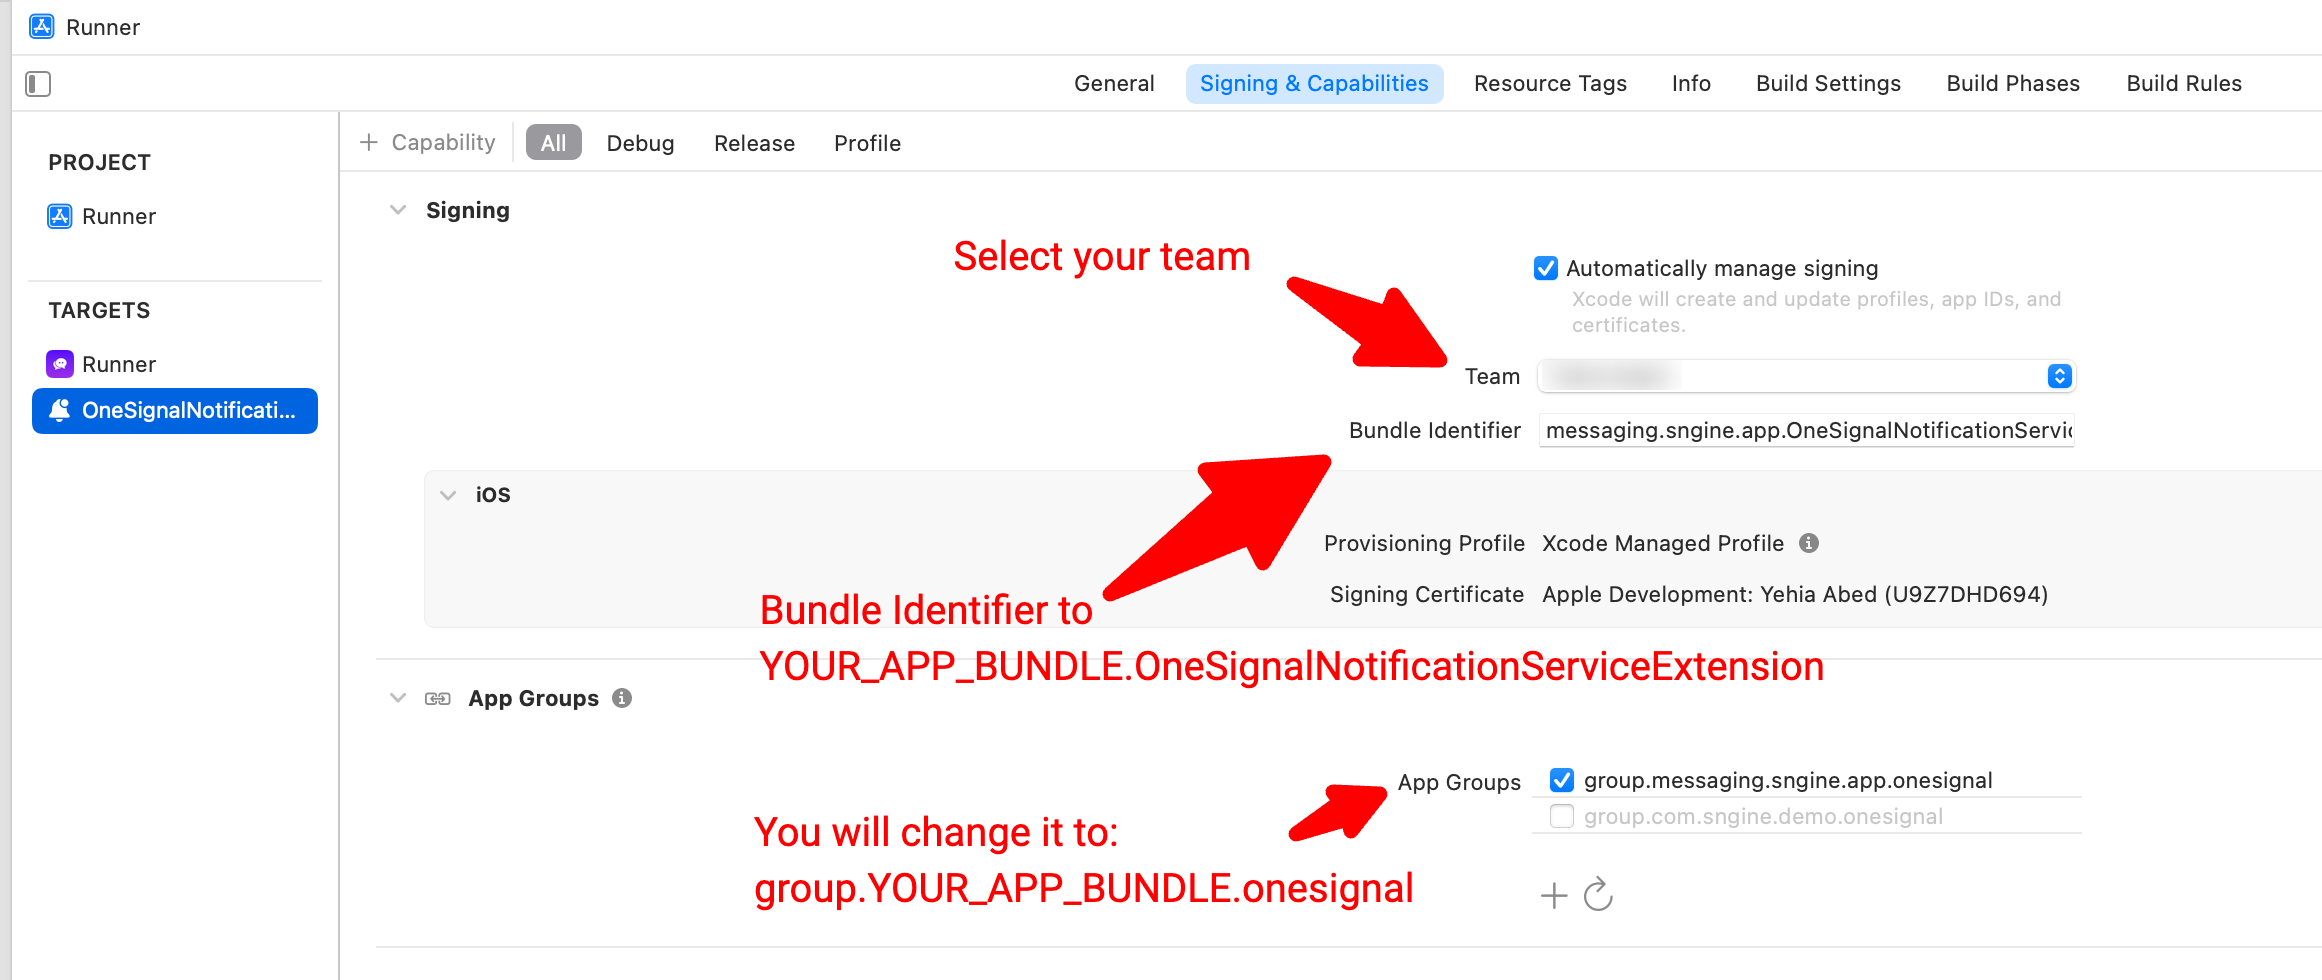 Runner
General Signing & Capabilities Resource Tags Info Build Settings Build Phases Build Rules
PROJECT
Runner
TARGETS
Runner
OneSignalNotificati...
+ Capability All Debug Release Profile
Signing
Select your team
Automatically manage signing
Xcode will create and update profiles, app IDs, and
certificates.
Team
Bundle Identifier messaging.sngine.app.OneSignalNotificationServic
iOS
Provisioning Profile Xcode Managed Profile
Signing Certificate Apple Development: Yehia Abed (U9Z7DHD694)
Bundle Identifier to
YOUR_APP_BUNDLE.OneSignalNotificationServiceExtension
App Groups
App Groups group.messaging.sngine.app.onesignal
group.com.sngine.demo.onesignal
You will change it to:
group.YOUR_APP_BUNDLE.onesignal